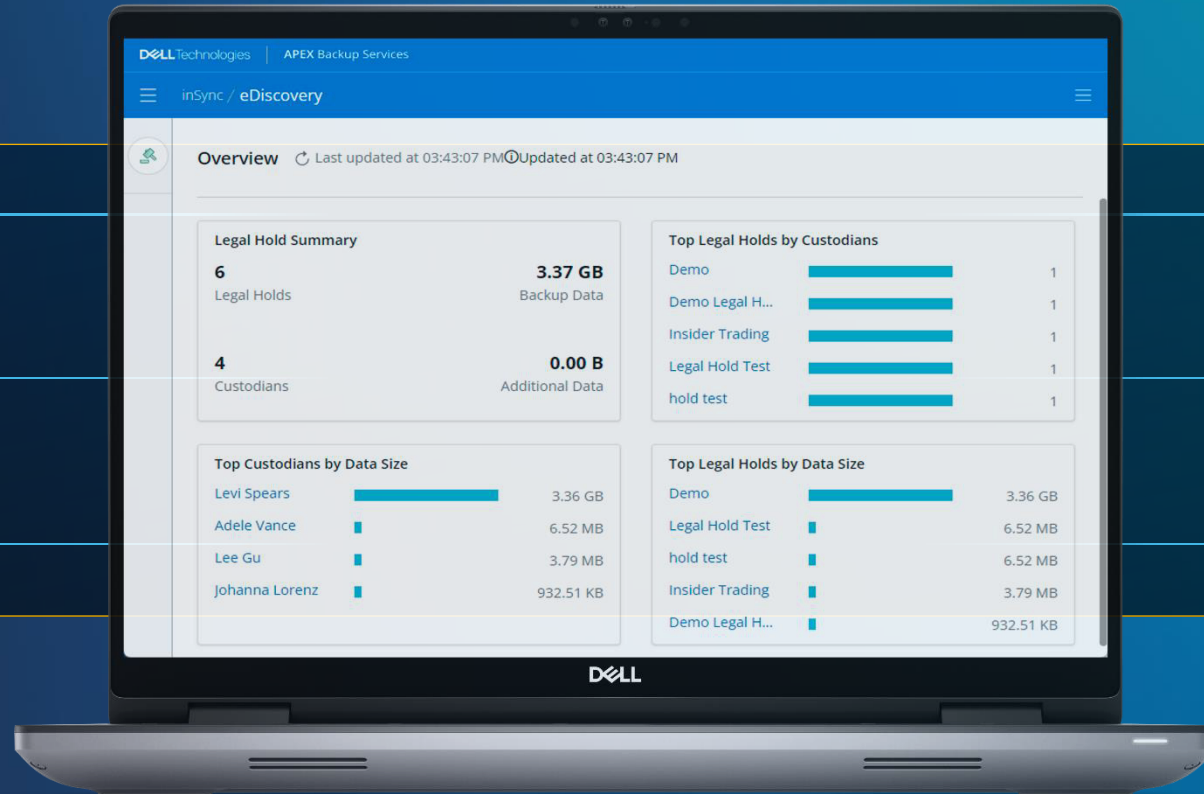 DELL Technologies | APEX Backup Services
inSync / eDiscovery
Overview Last updated at 03:43:07 PM Updated at 03:43:07 PM
Legal Hold Summary
6 3.37 GB
Legal Holds Backup Data
4 0.00 B
Custodians Additional Data
Top Legal Holds by Custodians
Demo 1
Demo Legal H... 1
Insider Trading 1
Legal Hold Test 1
hold test 1
Top Custodians by Data Size
Levi Spears 3.36 GB
Adele Vance 6.52 MB
Lee Gu 3.79 MB
Johanna Lorenz 932.51 KB
Top Legal Holds by Data Size
Demo 3.36 GB
Legal Hold Test 6.52 MB
hold test 6.52 MB
Insider Trading 3.79 MB
Demo Legal H... 932.51 KB
DELL